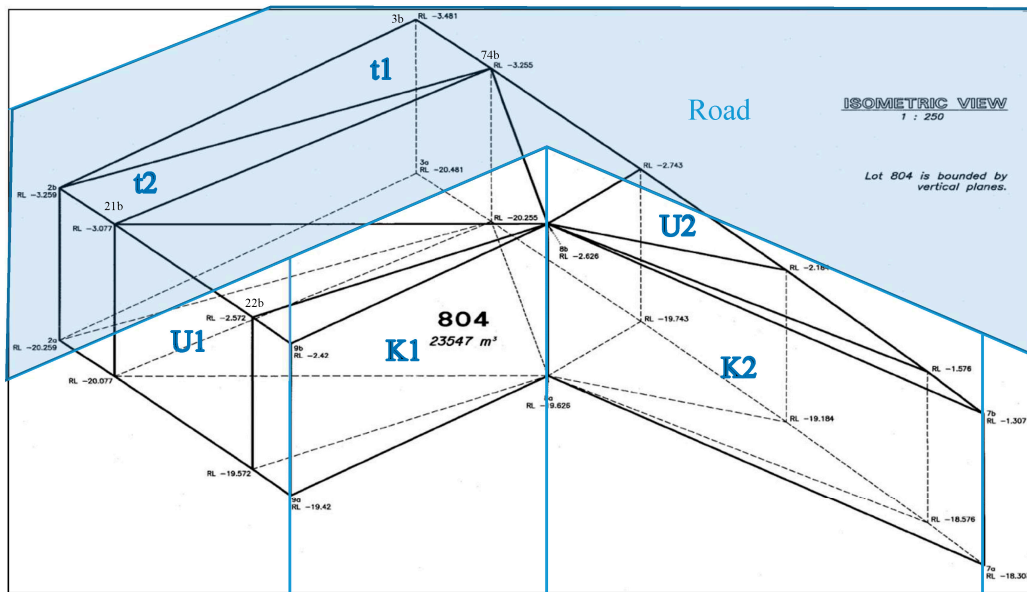 3b
RL -3.481
74b
RL -3.255
t1
Road
ISOMETRIC VIEW
1 : 250
Lot 804 is bounded by
vertical planes.
3a
RL -20.481
RL -2.743
2b
RL -3.259
t2
21b
RL -3.077
RL -20.255
U2
8b
RL -2.626
RL -2.184
22b
RL -2.572
804
23547 m³
RL -19.743
2a
RL -20.259
U1
9b
RL -2.42
K1
K2
RL -1.576
RL -20.077
RL -19.626
7b
RL -1.307
RL -19.184
RL -19.572
9a
RL -19.42
RL -18.576
7a
RL -18.307